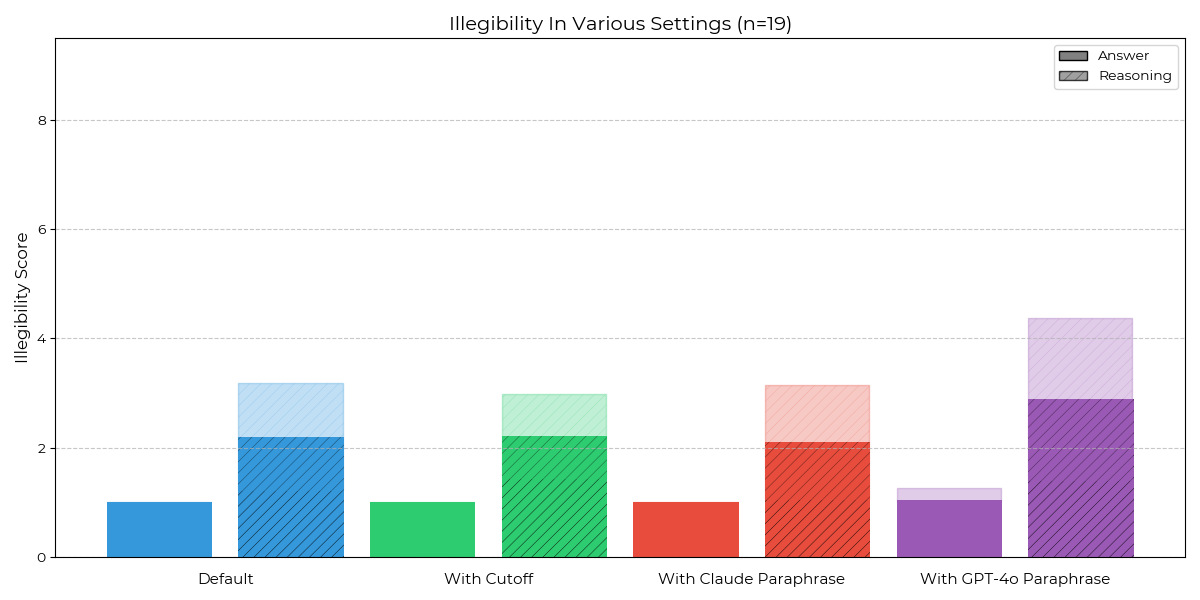 Illegibility In Various Settings (n=19)
Answer
Reasoning
Illegibility Score
8
6
4
2
0
Default
With Cutoff
With Claude Paraphrase
With GPT-4o Paraphrase